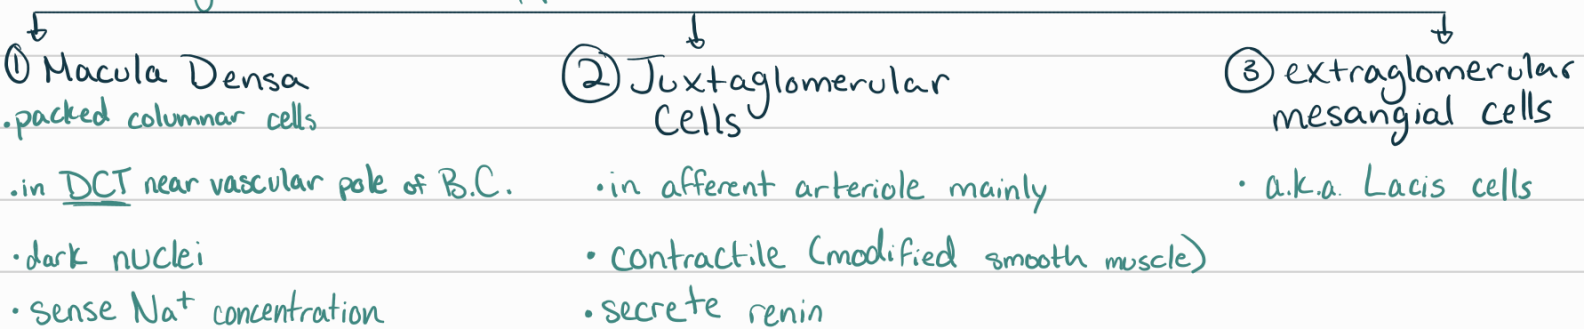 ① Macula Densa
• packed columnar cells
• in DCT near vascular pole of B.C.
• dark nuclei
• sense Na⁺ concentration
② Juxtaglomerular
Cells
• in afferent arteriole mainly
• contractile (modified smooth muscle)
• secrete renin
③ extraglomerular
mesangial cells
• a.k.a. Lacis cells